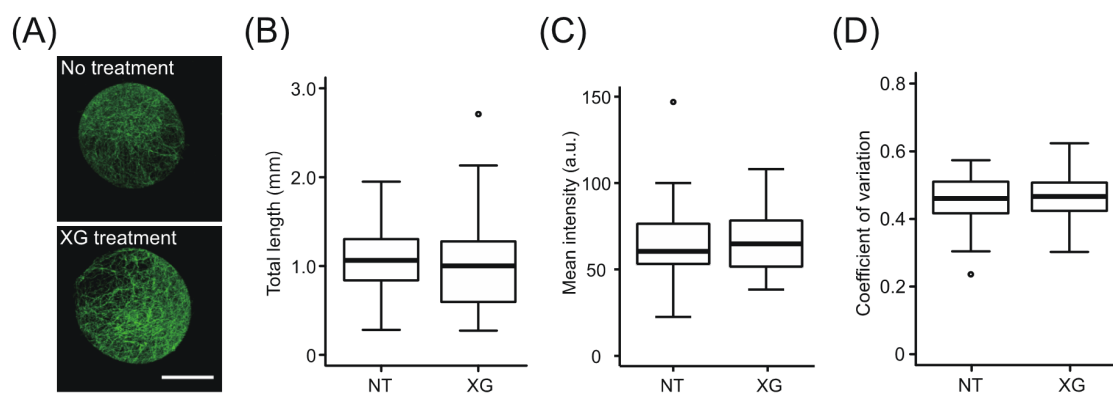 (A)
No treatment
XG treatment
(B)
Total length (mm)
3.0
2.0
1.0
0
NT XG
(C)
Mean intensity (a.u.)
150
100
50
0
NT XG
(D)
Coefficient of variation
0.8
0.6
0.4
0.2
0
NT XG